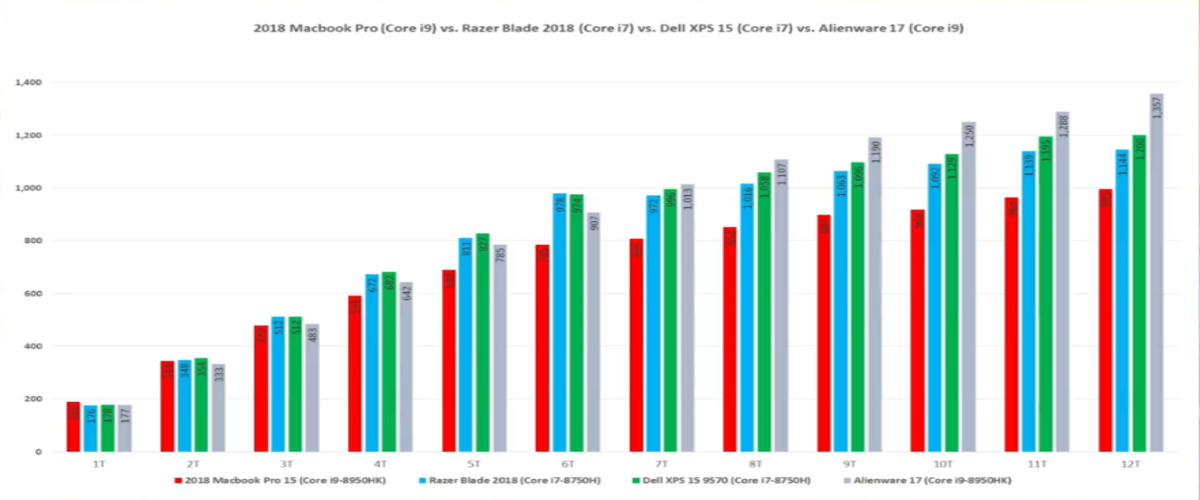 2018 Macbook Pro (Core i9) vs. Razer Blade 2018 (Core i7) vs. Dell XPS 15 (Core i7) vs. Alienware 17 (Core i9)
1,400
1,200
1,000
800
600
400
200
0
176 178 177
348 354 333
512 512 483
672 682 642
811 827 785
978 974 907
972 996 1,013
1,016 1,058 1,107
1,063 1,096 1,190
1,092 1,129 1,250
1,139 1,195 1,288
1,144 1,200 1,357
1T 2T 3T 4T 5T 6T 7T 8T 9T 10T 11T 12T
2018 Macbook Pro 15 (Core i9-8950HK) Razer Blade 2018 (Core i7-8750H) Dell XPS 15 9570 (Core i7-8750H) Alienware 17 (Core i9-8950HK)